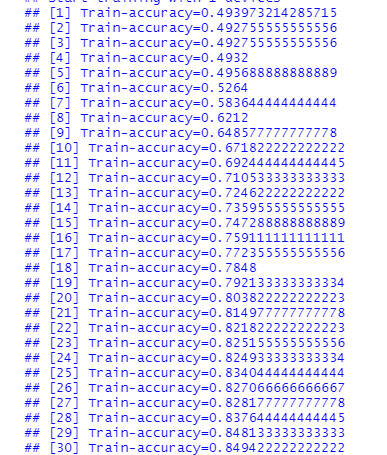 ## Start training with 1 devices
## [1] Train-accuracy=0.493973214285715
## [2] Train-accuracy=0.492755555555556
## [3] Train-accuracy=0.492755555555556
## [4] Train-accuracy=0.4932
## [5] Train-accuracy=0.495688888888889
## [6] Train-accuracy=0.5264
## [7] Train-accuracy=0.583644444444444
## [8] Train-accuracy=0.6212
## [9] Train-accuracy=0.648577777777778
## [10] Train-accuracy=0.671822222222222
## [11] Train-accuracy=0.692444444444445
## [12] Train-accuracy=0.710533333333333
## [13] Train-accuracy=0.724622222222222
## [14] Train-accuracy=0.735955555555555
## [15] Train-accuracy=0.747288888888889
## [16] Train-accuracy=0.759111111111111
## [17] Train-accuracy=0.772355555555556
## [18] Train-accuracy=0.7848
## [19] Train-accuracy=0.792133333333334
## [20] Train-accuracy=0.803822222222223
## [21] Train-accuracy=0.814977777777778
## [22] Train-accuracy=0.821822222222223
## [23] Train-accuracy=0.825155555555556
## [24] Train-accuracy=0.824933333333334
## [25] Train-accuracy=0.834044444444444
## [26] Train-accuracy=0.827066666666667
## [27] Train-accuracy=0.828177777777778
## [28] Train-accuracy=0.837644444444445
## [29] Train-accuracy=0.848133333333333
## [30] Train-accuracy=0.849422222222222